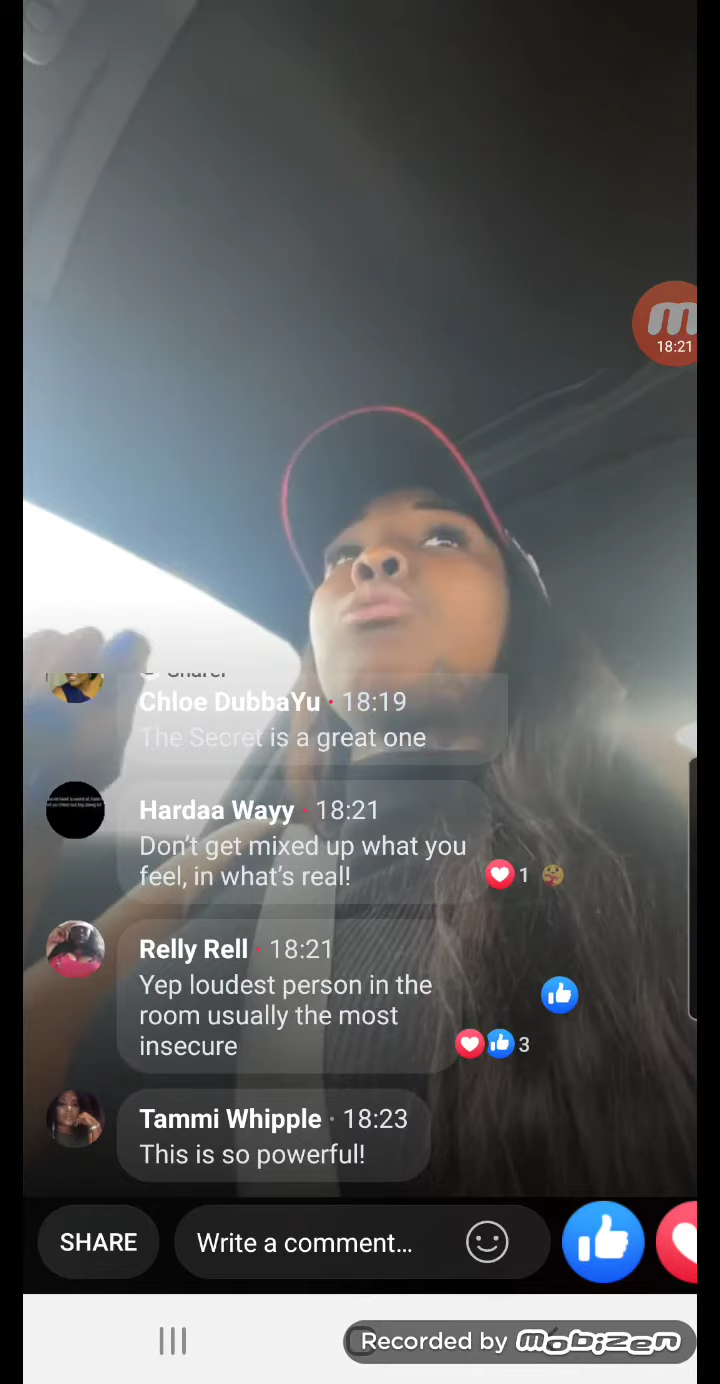 18:21
Chloe DubbaYu · 18:19
The Secret is a great one
Hardaa Wayy · 18:21
Don't get mixed up what you
feel, in what's real!
1
Relly Rell · 18:21
Yep loudest person in the
room usually the most
insecure
3
Tammi Whipple · 18:23
This is so powerful!
SHARE
Write a comment...
Recorded by mobizen